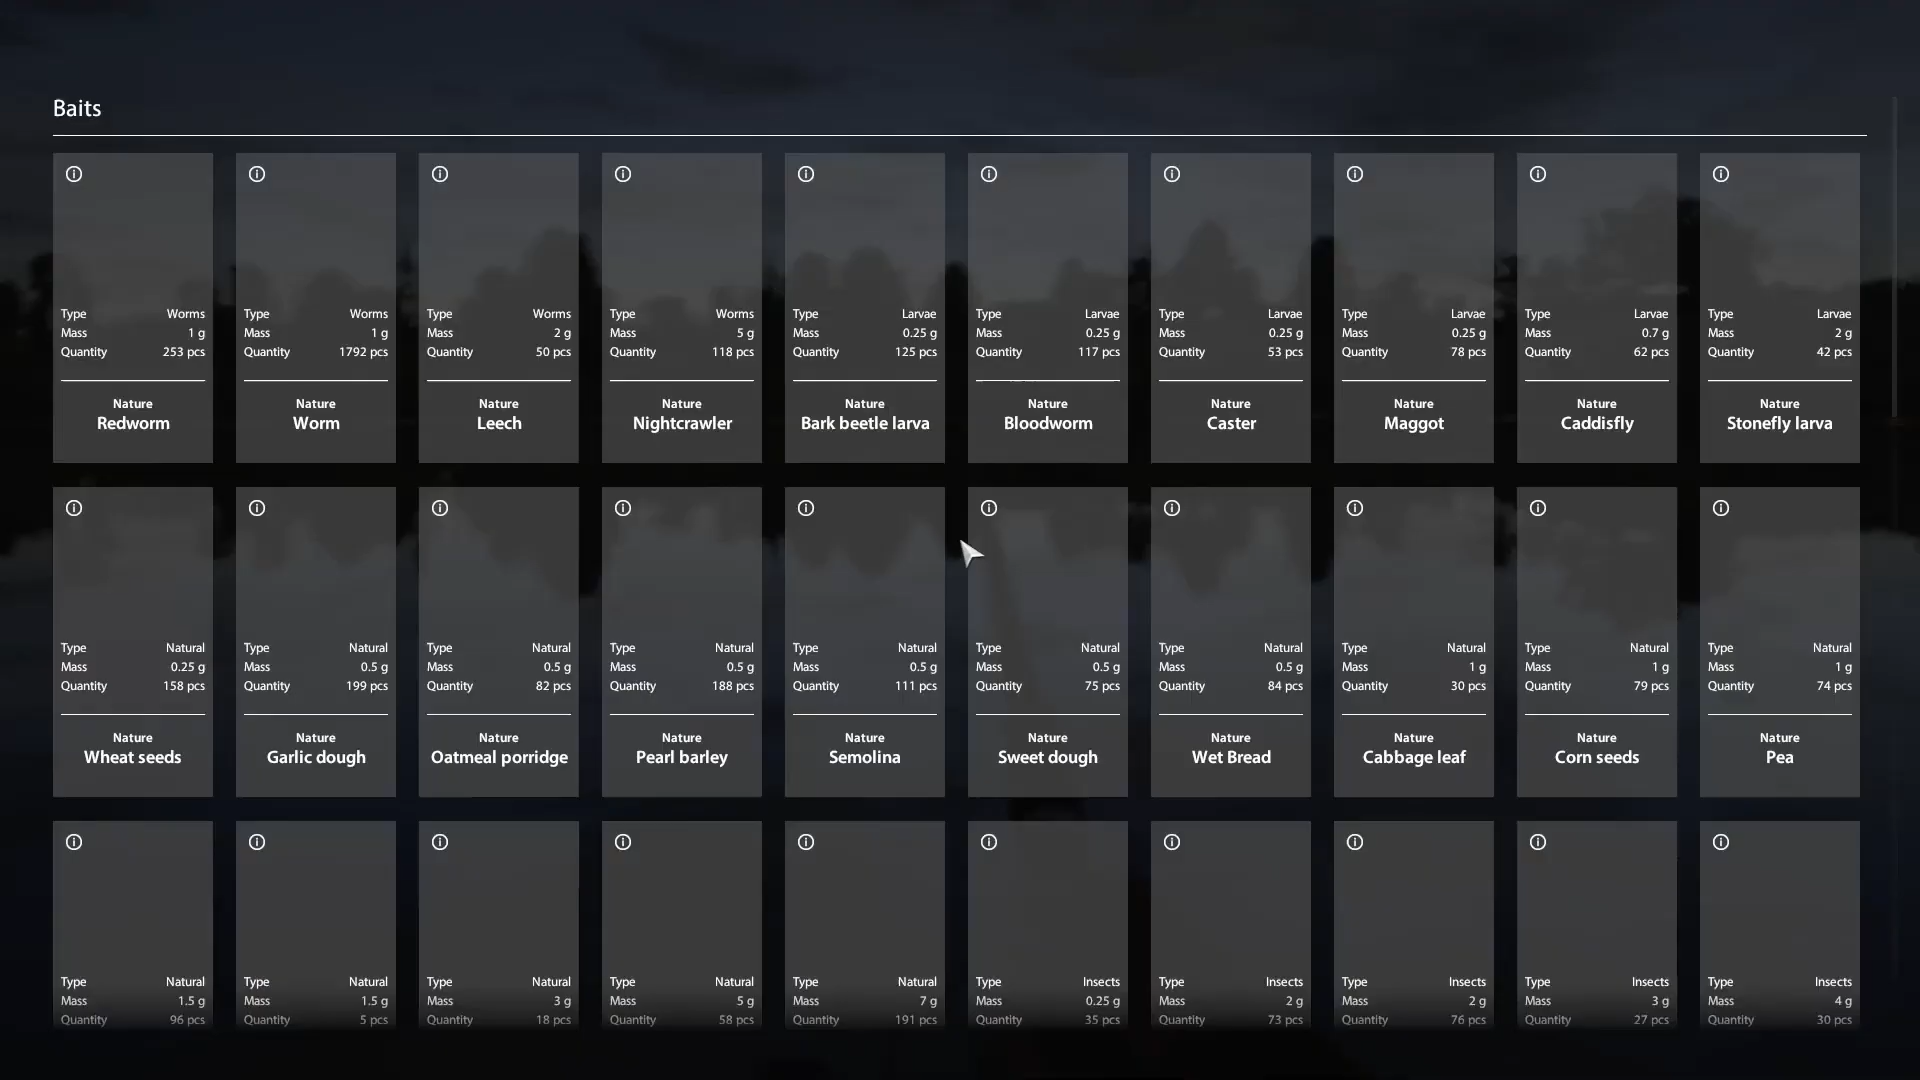 Baits
Type Worms
Mass 1 g
Quantity 253 pcs
Nature
Redworm
Type Worms
Mass 1 g
Quantity 1792 pcs
Nature
Worm
Type Worms
Mass 2 g
Quantity 50 pcs
Nature
Leech
Type Worms
Mass 5 g
Quantity 118 pcs
Nature
Nightcrawler
Type Larvae
Mass 0.25 g
Quantity 125 pcs
Nature
Bark beetle larva
Type Larvae
Mass 0.25 g
Quantity 117 pcs
Nature
Bloodworm
Type Larvae
Mass 0.25 g
Quantity 53 pcs
Nature
Caster
Type Larvae
Mass 0.25 g
Quantity 78 pcs
Nature
Maggot
Type Larvae
Mass 0.7 g
Quantity 62 pcs
Nature
Caddisfly
Type Larvae
Mass 2 g
Quantity 42 pcs
Nature
Stonefly larva
Type Natural
Mass 0.25 g
Quantity 158 pcs
Nature
Wheat seeds
Type Natural
Mass 0.5 g
Quantity 199 pcs
Nature
Garlic dough
Type Natural
Mass 0.5 g
Quantity 82 pcs
Nature
Oatmeal porridge
Type Natural
Mass 0.5 g
Quantity 188 pcs
Nature
Pearl barley
Type Natural
Mass 0.5 g
Quantity 111 pcs
Nature
Semolina
Type Natural
Mass 0.5 g
Quantity 75 pcs
Nature
Sweet dough
Type Natural
Mass 0.5 g
Quantity 84 pcs
Nature
Wet Bread
Type Natural
Mass 1 g
Quantity 30 pcs
Nature
Cabbage leaf
Type Natural
Mass 1 g
Quantity 79 pcs
Nature
Corn seeds
Type Natural
Mass 1 g
Quantity 74 pcs
Nature
Pea
Type Natural
Mass 1.5 g
Quantity 96 pcs
Type Natural
Mass 1.5 g
Quantity 5 pcs
Type Natural
Mass 3 g
Quantity 18 pcs
Type Natural
Mass 5 g
Quantity 58 pcs
Type Natural
Mass 7 g
Quantity 191 pcs
Type Insects
Mass 0.25 g
Quantity 35 pcs
Type Insects
Mass 2 g
Quantity 73 pcs
Type Insects
Mass 2 g
Quantity 76 pcs
Type Insects
Mass 3 g
Quantity 27 pcs
Type Insects
Mass 4 g
Quantity 30 pcs